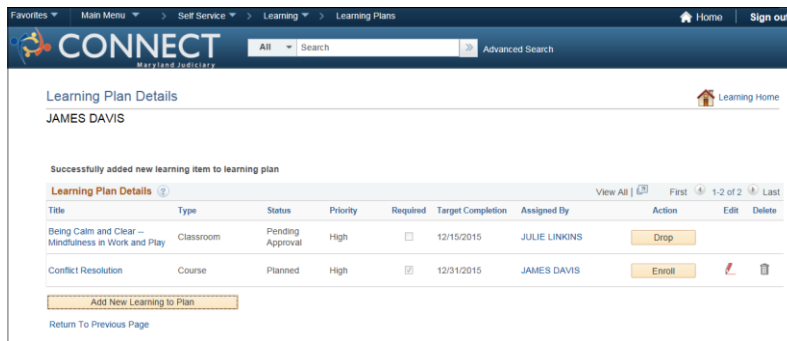 Favorites Main Menu > Self Service > Learning > Learning Plans Home Sign out
CONNECT All Search >> Advanced Search
Maryland Judiciary
Learning Plan Details Learning Home
JAMES DAVIS
Successfully added new learning item to learning plan
Learning Plan Details ? View All | First 1-2 of 2 Last
Title Type Status Priority Required Target Completion Assigned By Action Edit Delete
Being Calm and Clear -- Mindfulness in Work and Play Classroom Pending Approval High 12/15/2015 JULIE LINKINS Drop
Conflict Resolution Course Planned High 12/31/2015 JAMES DAVIS Enroll
Add New Learning to Plan
Return To Previous Page